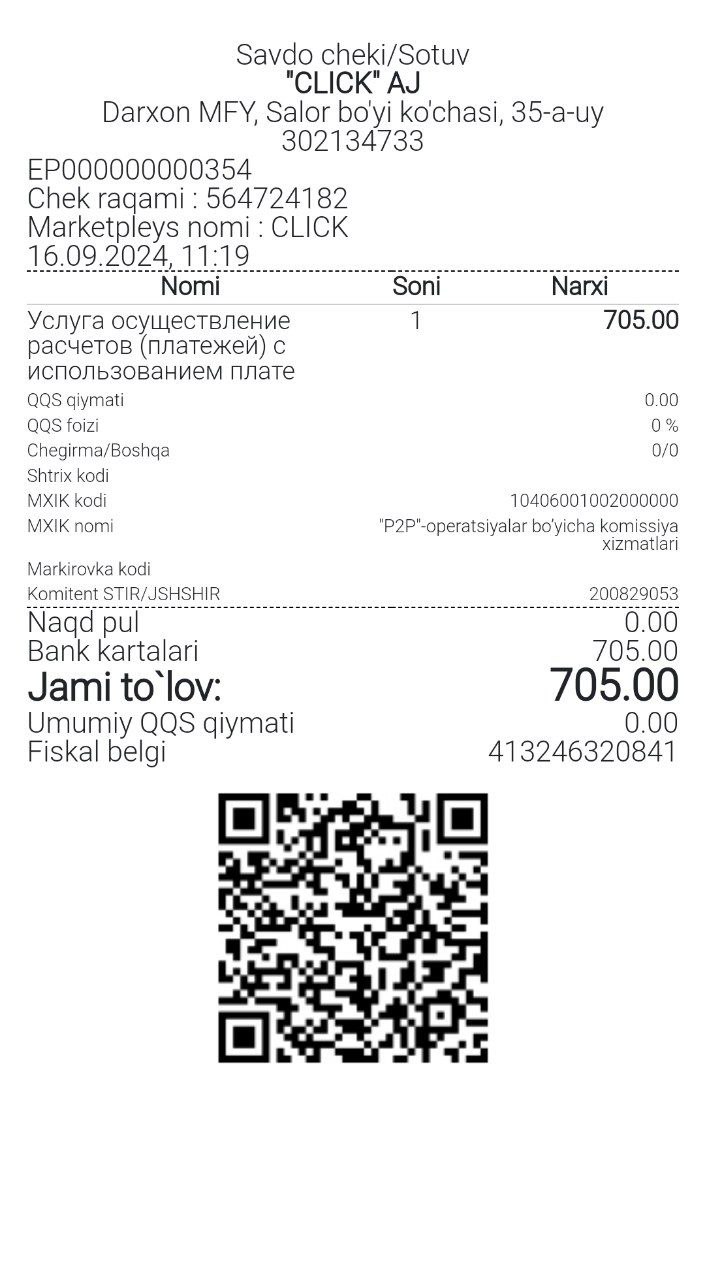 Savdo cheki/Sotuv
"CLICK" AJ
Darxon MFY, Salor bo'yi ko'chasi, 35-a-uy
302134733
EP000000000354
Chek raqami : 564724182
Marketpleys nomi : CLICK
16.09.2024, 11:19
Nomi Soni Narxi
Услуга осуществление 1 705.00
расчетов (платежей) с
использованием плате
QQS qiymati 0.00
QQS foizi 0 %
Chegirma/Boshqa 0/0
Shtrix kodi
MXIK kodi 10406001002000000
MXIK nomi "P2P"-operatsiyalar bo’yicha komissiya
xizmatlari
Markirovka kodi
Komitent STIR/JSHSHIR 200829053
Naqd pul 0.00
Bank kartalari 705.00
Jami to`lov: 705.00
Umumiy QQS qiymati 0.00
Fiskal belgi 413246320841